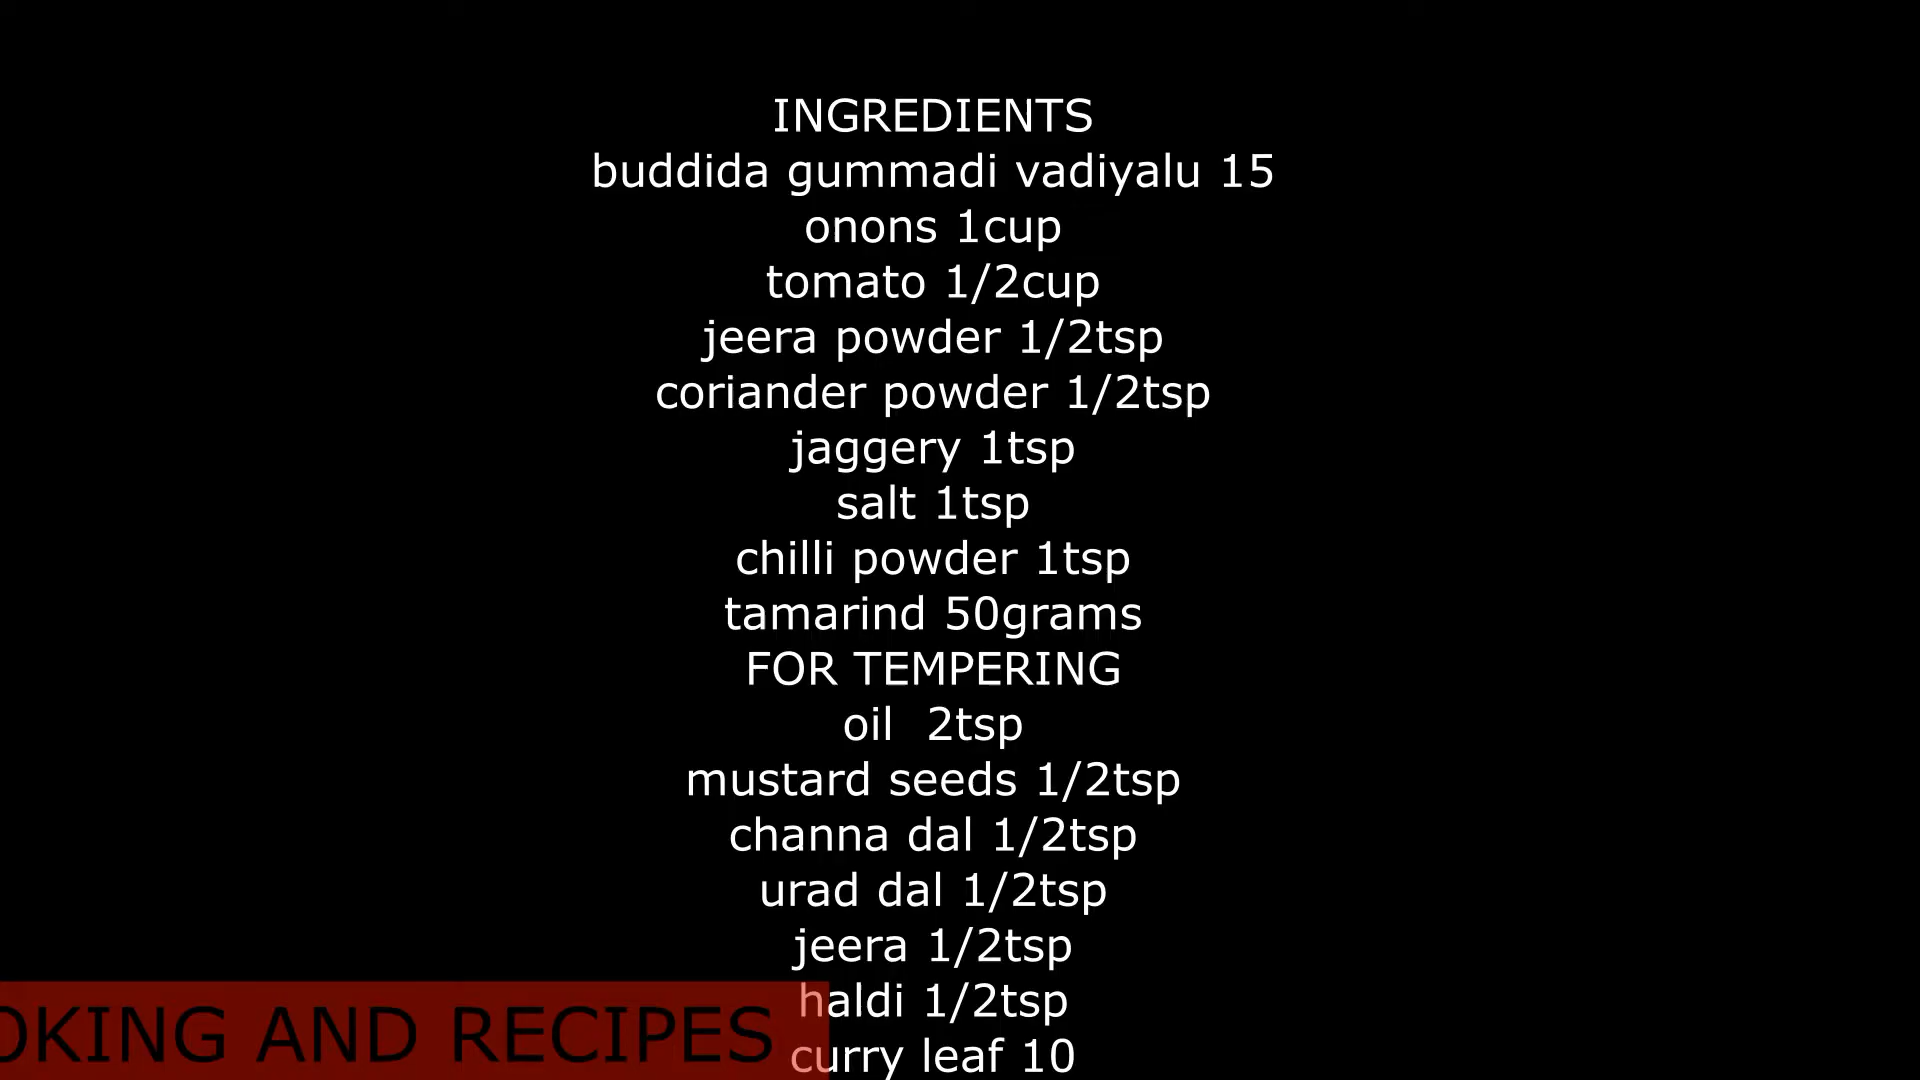 INGREDIENTS
buddida gummadi vadiyalu 15
onons 1cup
tomato 1/2cup
jeera powder 1/2tsp
coriander powder 1/2tsp
jaggery 1tsp
salt 1tsp
chilli powder 1tsp
tamarind 50grams
FOR TEMPERING
oil  2tsp
mustard seeds 1/2tsp
channa dal 1/2tsp
urad dal 1/2tsp
jeera 1/2tsp
haldi 1/2tsp
curry leaf 10
OKING AND RECIPES